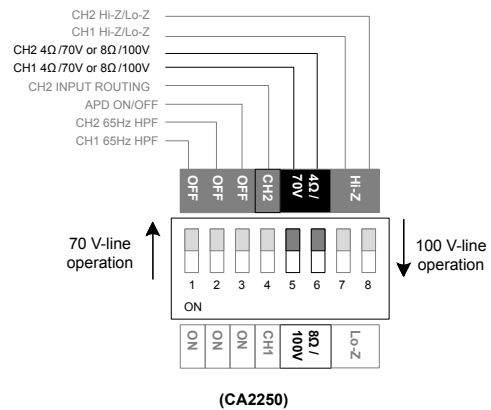 CH2 Hi-Z/Lo-Z
CH1 Hi-Z/Lo-Z
CH2 4Ω/70V or 8Ω/100V
CH1 4Ω/70V or 8Ω/100V
CH2 INPUT ROUTING
APD ON/OFF
CH2 65Hz HPF
CH1 65Hz HPF
OFF
OFF
OFF
CH2
4Ω/
70V
Hi-Z
70 V-line
operation
100 V-line
operation
1 2 3 4 5 6 7 8
ON
ON
ON
ON
CH1
8Ω/
100V
Lo-Z
(CA2250)